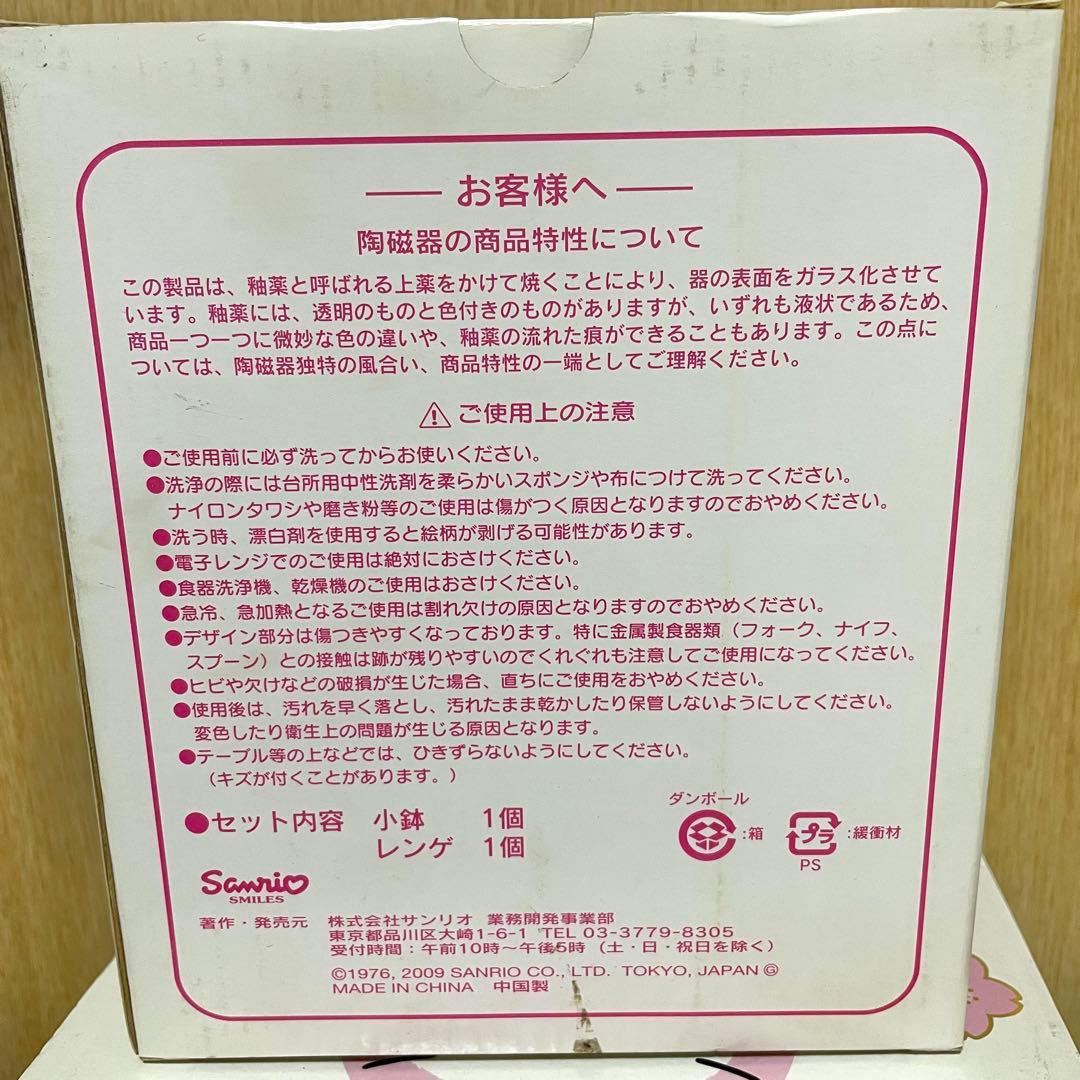 お客様へ
陶磁器の商品特性について
この製品は、釉薬と呼ばれる上薬をかけて焼くことにより、器の表面をガラス化させて
います。釉薬には、透明のものと色付きのものがありますが、いずれも液状であるため、
商品一つ一つに微妙な色の違いや、釉薬の流れた痕ができることもあります。この点に
ついては、陶磁器独特の風合い、商品特性の一端としてご理解ください。
⚠ご使用上の注意
●ご使用前に必ず洗ってからお使いください。
●洗浄の際には台所用中性洗剤を柔らかいスポンジや布につけて洗ってください。
ナイロンタワシや磨き粉等のご使用は傷がつく原因となりますのでおやめください。
●洗う時、漂白剤を使用すると絵柄が剥げる可能性があります。
●電子レンジでのご使用は絶対におさけください。
●食器洗浄機、乾燥機のご使用はおさけください。
●急冷、急加熱となるご使用は割れ欠けの原因となりますのでおやめください。
●デザイン部分は傷つきやすくなっております。特に金属製食器類（フォーク、ナイフ、
スプーン）との接触は跡が残りやすいのでくれぐれも注意してご使用になってください。
●ヒビや欠けなどの破損が生じた場合、直ちにご使用をおやめください。
●使用後は、汚れを早く落とし、汚れたまま乾かしたり保管しないようにしてください。
変色したり衛生上の問題が生じる原因となります。
●テーブル等の上などでは、ひきずらないようにしてください。
（キズが付くことがあります。）
●セット内容 小鉢 1個
レンゲ 1個
ダンボール
:箱
プラ
:緩衝材
PS
Sanrio
SMILES
著作・発売元 株式会社サンリオ 業務開発事業部
東京都品川区大崎1-6-1 TEL 03-3779-8305
受付時間：午前10時～午後5時（土・日・祝日を除く）
©1976, 2009 SANRIO CO., LTD. TOKYO, JAPAN Ⓖ
MADE IN CHINA 中国製